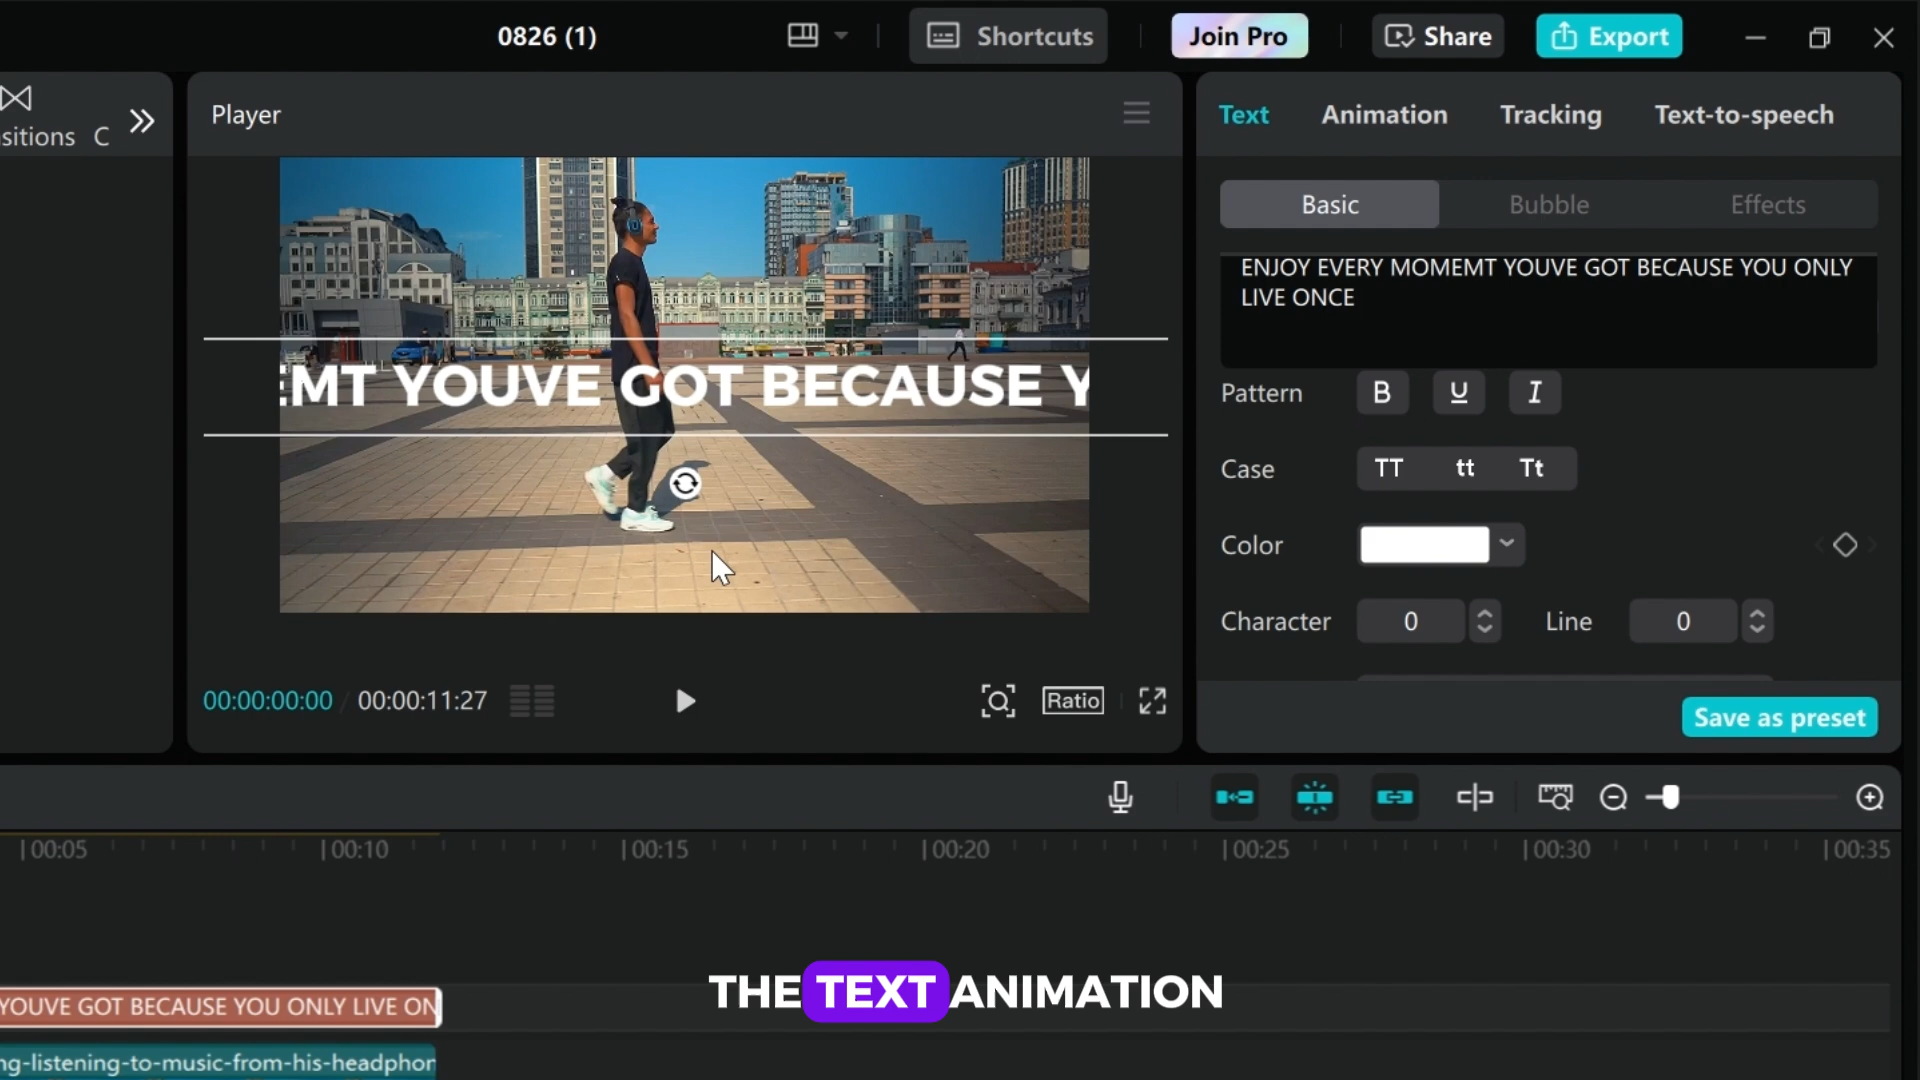 0826 (1)
Shortcuts
Join Pro
Share
Export
sitions C
Player
Text
Animation
Tracking
Text-to-speech
Basic
Bubble
Effects
ENJOY EVERY MOMEMT YOUVE GOT BECAUSE YOU ONLY
LIVE ONCE
EMT YOUVE GOT BECAUSE Y
Pattern
B
U
I
Case
TT
tt
Tt
Color
Character
0
Line
0
00:00:00:00 / 00:00:11:27
Ratio
Save as preset
00:05
00:10
00:15
00:20
00:25
00:30
00:35
THE TEXT ANIMATION
YOUVE GOT BECAUSE YOU ONLY LIVE ON
ng-listening-to-music-from-his-headphon